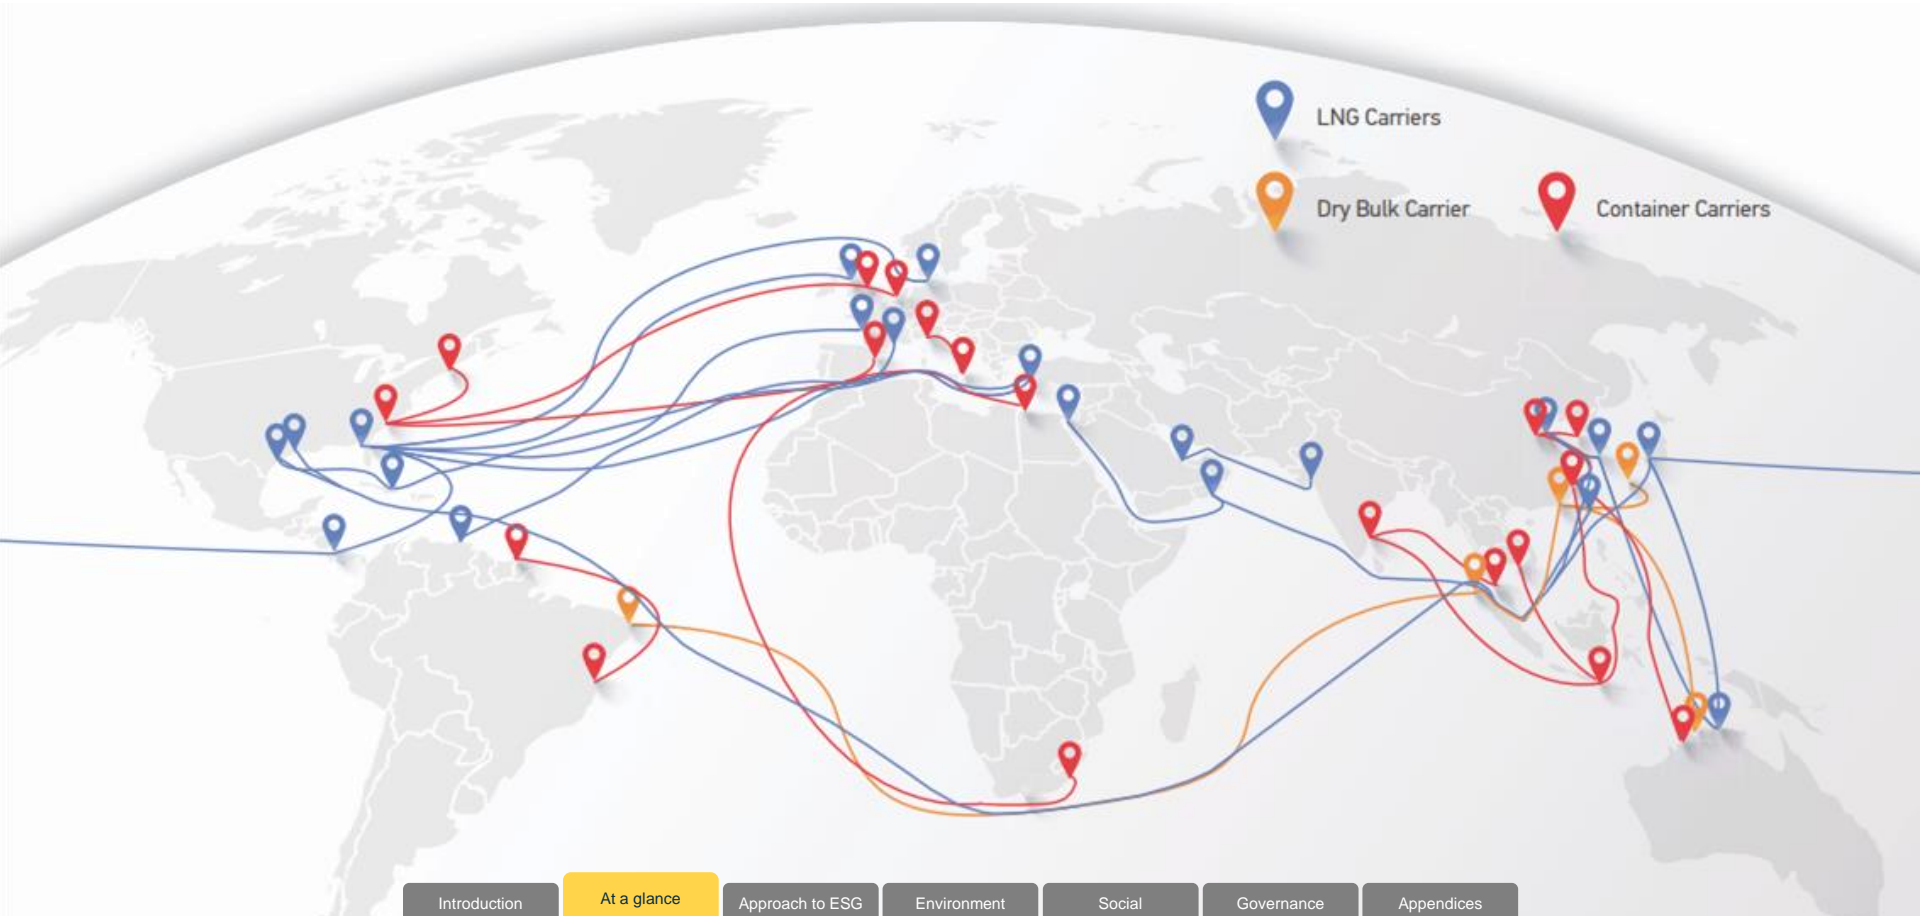 LNG Carriers
Dry Bulk Carrier
Container Carriers
Introduction
At a glance
Approach to ESG
Environment
Social
Governance
Appendices